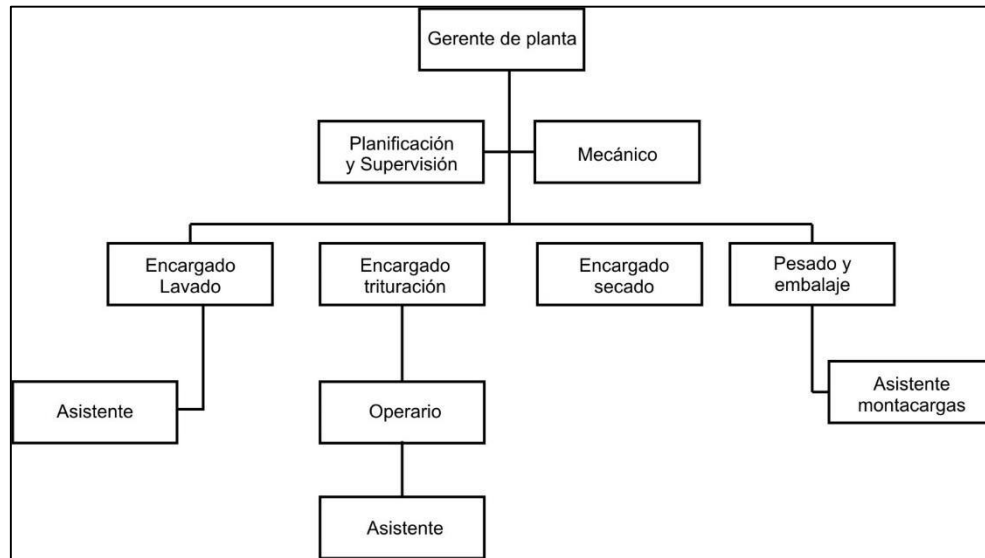 Gerente de planta
Planificación
y Supervisión
Mecánico
Encargado
Lavado
Encargado
trituración
Encargado
secado
Pesado y
embalaje
Asistente
Operario
Asistente
montacargas
Asistente